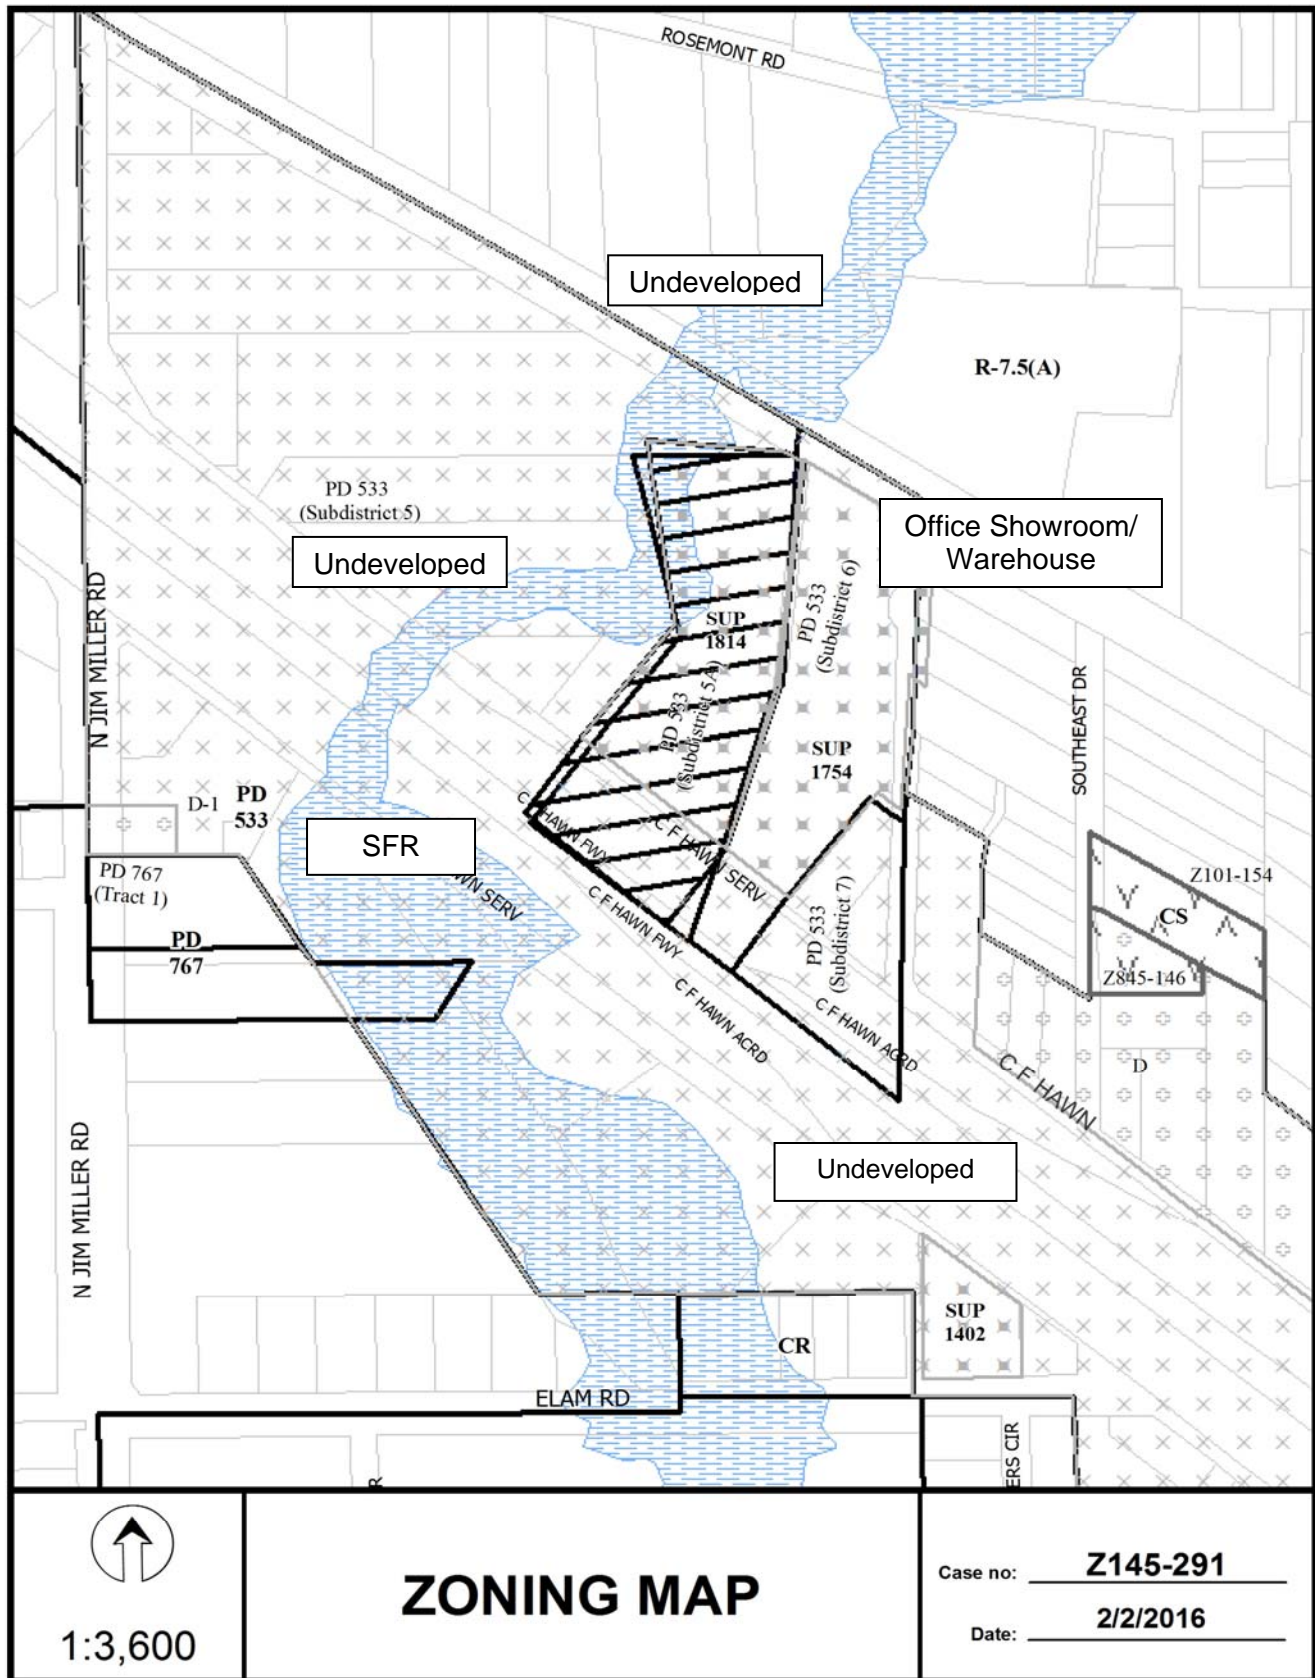 ROSEMONT RD
Undeveloped
R-7.5(A)
PD 533
(Subdistrict 5)
Undeveloped
Office Showroom/
Warehouse
PD 533
(Subdistrict 6)
SUP
1814
N JIM MILLER RD
PD 533
(Subdistrict 5A)
SOUTHEAST DR
SUP
1754
D-1
PD
533
C F HAWN FWY
C F HAWN SERV
SFR
WN SERV
PD 767
(Tract 1)
C F HAWN FWY
PD 533
(Subdistrict 7)
Z101-154
CS
PD
767
Z845-146
C F HAWN ACRD
C F HAWN ACRD
C F HAWN
D
N JIM MILLER RD
Undeveloped
SUP
1402
CR
ELAM RD
ERS CIR
R
1:3,600
ZONING MAP
Case no: Z145-291
Date: 2/2/2016